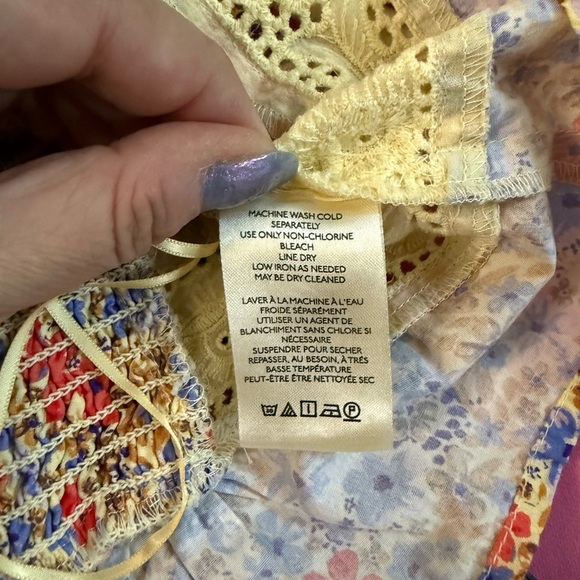 MACHINE WASH COLD
SEPARATELY
USE ONLY NON-CHLORINE
BLEACH
LINE DRY
LOW IRON AS NEEDED
MAY BE DRY CLEANED
LAVER À LA MACHINE À L'EAU
FROIDE SÉPARÉMENT
UTILISER UN AGENT DE
BLANCHIMENT SANS CHLORE SI
NÉCESSAIRE
SUSPENDRE POUR SECHER
REPASSER, AU BESOIN, À TRÈS
BASSE TEMPÉRATURE
PEUT-ÊTRE ÊTRE NETTOYÉE SEC